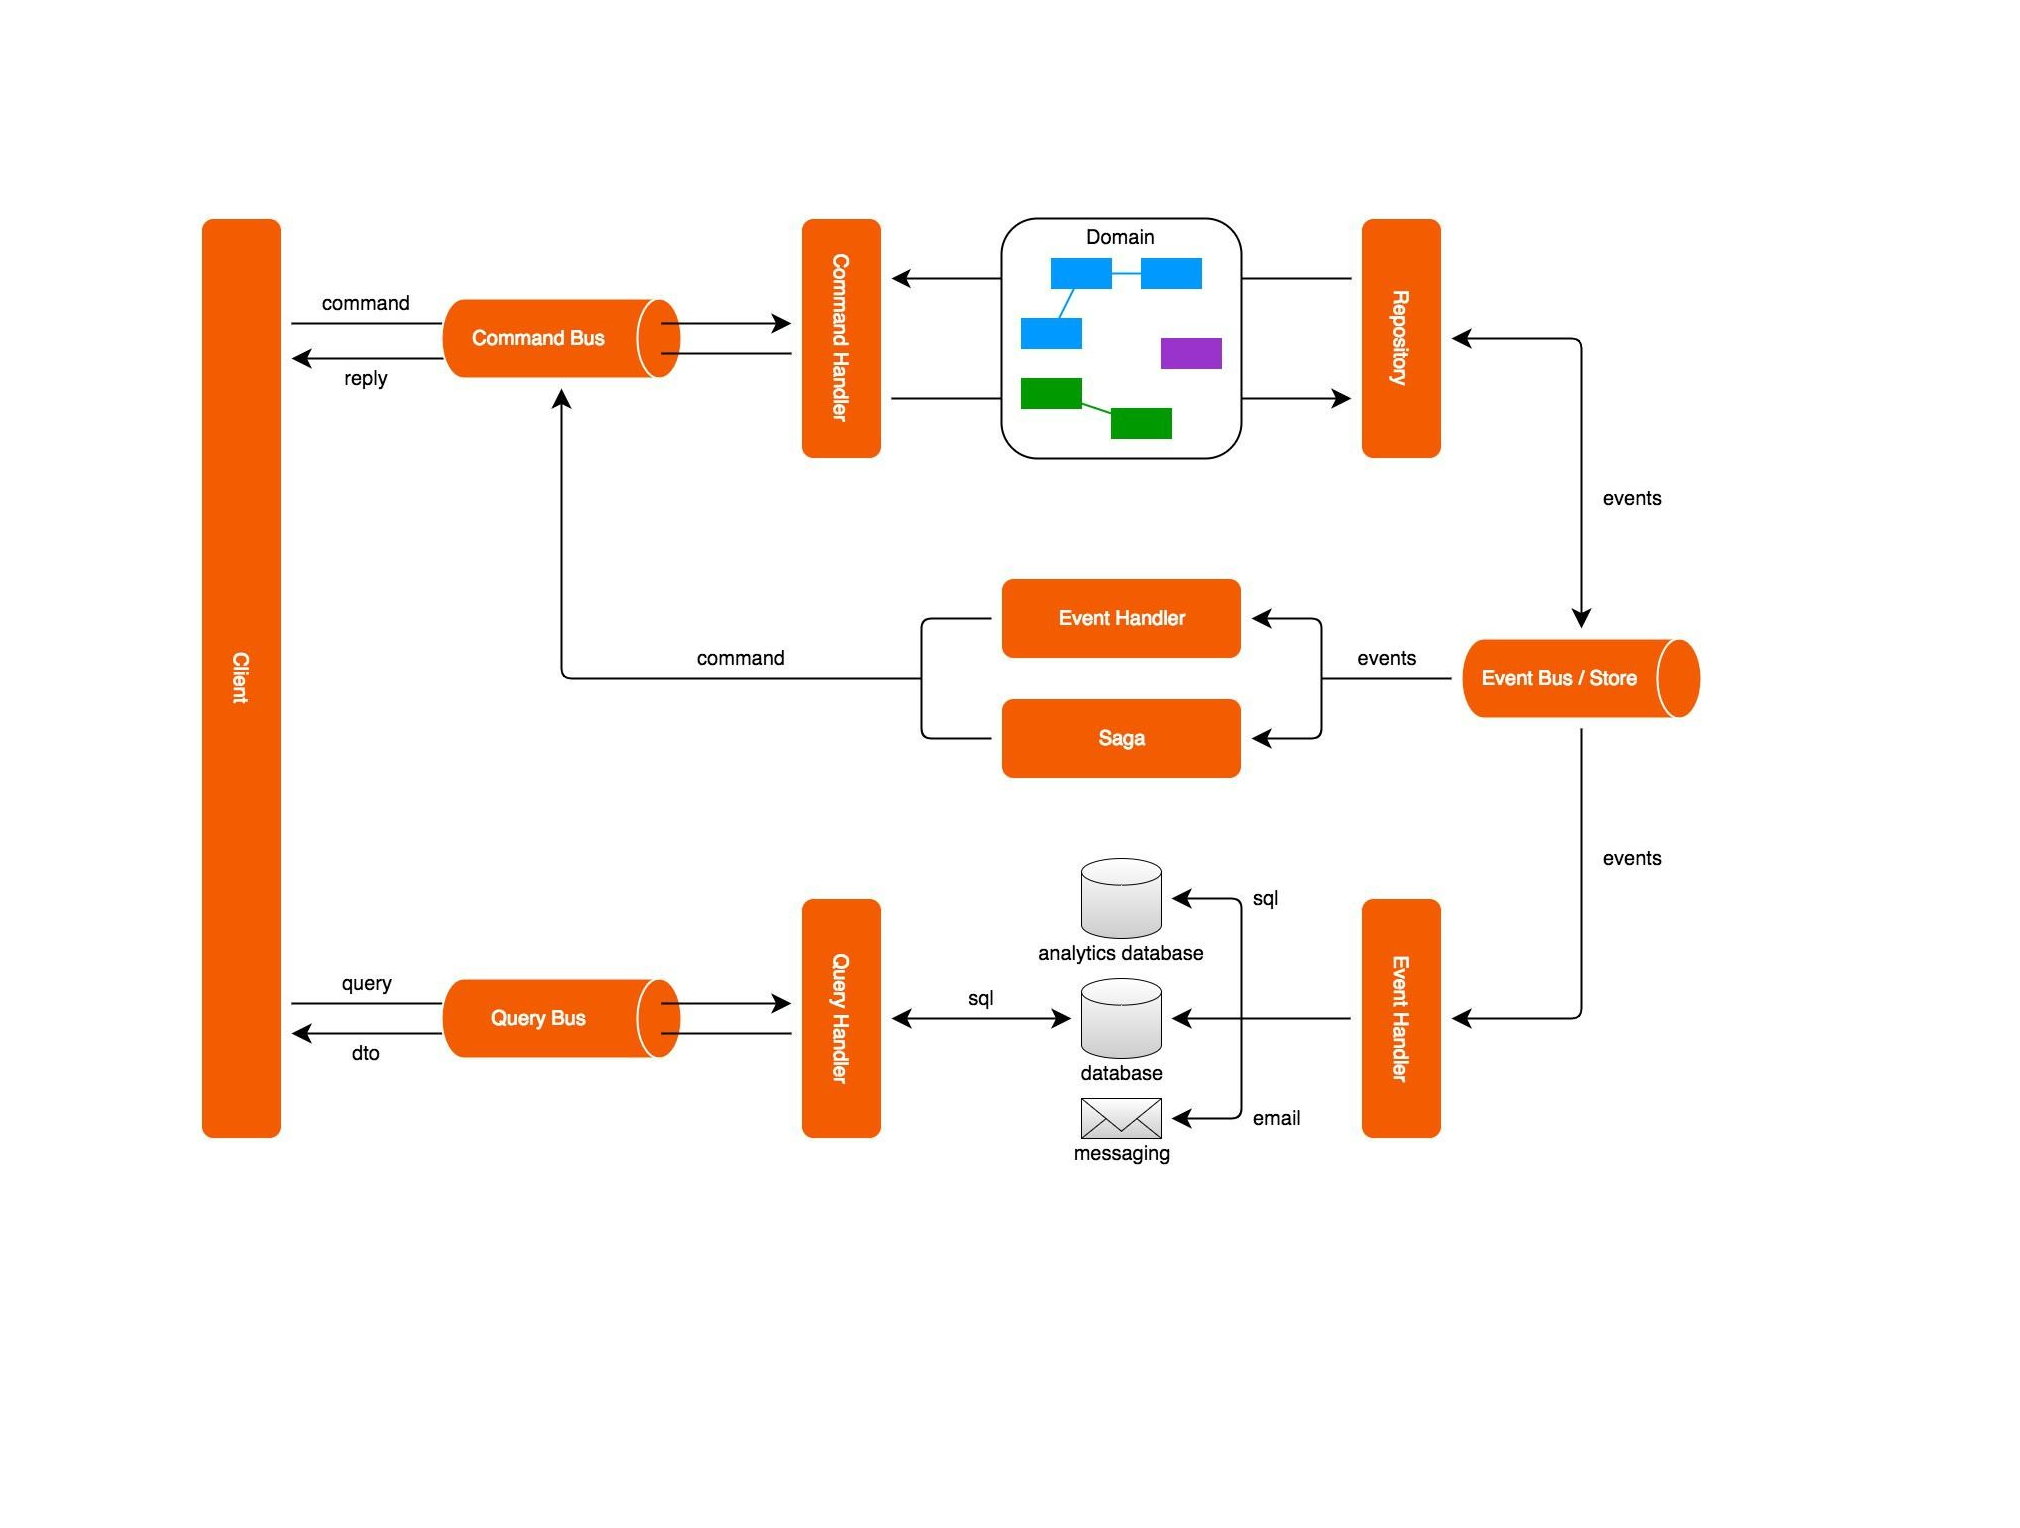 Client
command
reply
Command Bus
Command Handler
Domain
Repository
events
Event Handler
command
events
Event Bus / Store
Saga
events
query
dto
Query Bus
Query Handler
sql
analytics database
database
messaging
sql
email
Event Handler